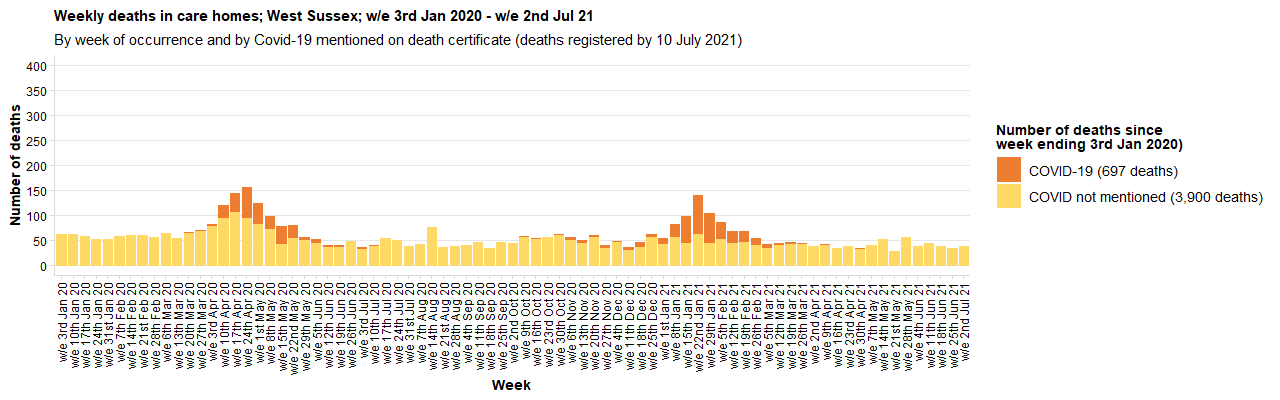 Weekly deaths in care homes; West Sussex; w/e 3rd Jan 2020 - w/e 2nd Jul 21
By week of occurrence and by Covid-19 mentioned on death certificate (deaths registered by 10 July 2021)
Number of deaths
400
350
300
250
200
150
100
50
0
w/e 3rd Jan 20
w/e 10th Jan 20
w/e 17th Jan 20
w/e 24th Jan 20
w/e 31st Jan 20
w/e 7th Feb 20
w/e 14th Feb 20
w/e 21st Feb 20
w/e 28th Feb 20
w/e 6th Mar 20
w/e 13th Mar 20
w/e 20th Mar 20
w/e 27th Mar 20
w/e 3rd Apr 20
w/e 10th Apr 20
w/e 17th Apr 20
w/e 24th Apr 20
w/e 1st May 20
w/e 8th May 20
w/e 15th May 20
w/e 22nd May 20
w/e 29th May 20
w/e 5th Jun 20
w/e 12th Jun 20
w/e 19th Jun 20
w/e 26th Jun 20
w/e 3rd Jul 20
w/e 10th Jul 20
w/e 17th Jul 20
w/e 24th Jul 20
w/e 31st Jul 20
w/e 7th Aug 20
w/e 14th Aug 20
w/e 21st Aug 20
w/e 28th Aug 20
w/e 4th Sep 20
w/e 11th Sep 20
w/e 18th Sep 20
w/e 25th Sep 20
w/e 2nd Oct 20
w/e 9th Oct 20
w/e 16th Oct 20
w/e 23rd Oct 20
w/e 30th Oct 20
w/e 6th Nov 20
w/e 13th Nov 20
w/e 20th Nov 20
w/e 27th Nov 20
w/e 4th Dec 20
w/e 11th Dec 20
w/e 18th Dec 20
w/e 25th Dec 20
w/e 1st Jan 21
w/e 8th Jan 21
w/e 15th Jan 21
w/e 22nd Jan 21
w/e 29th Jan 21
w/e 5th Feb 21
w/e 12th Feb 21
w/e 19th Feb 21
w/e 26th Feb 21
w/e 5th Mar 21
w/e 12th Mar 21
w/e 19th Mar 21
w/e 26th Mar 21
w/e 2nd Apr 21
w/e 9th Apr 21
w/e 16th Apr 21
w/e 23rd Apr 21
w/e 30th Apr 21
w/e 7th May 21
w/e 14th May 21
w/e 21st May 21
w/e 28th May 21
w/e 4th Jun 21
w/e 11th Jun 21
w/e 18th Jun 21
w/e 25th Jun 21
w/e 2nd Jul 21
Week
Number of deaths since
week ending 3rd Jan 2020)
COVID-19 (697 deaths)
COVID not mentioned (3,900 deaths)